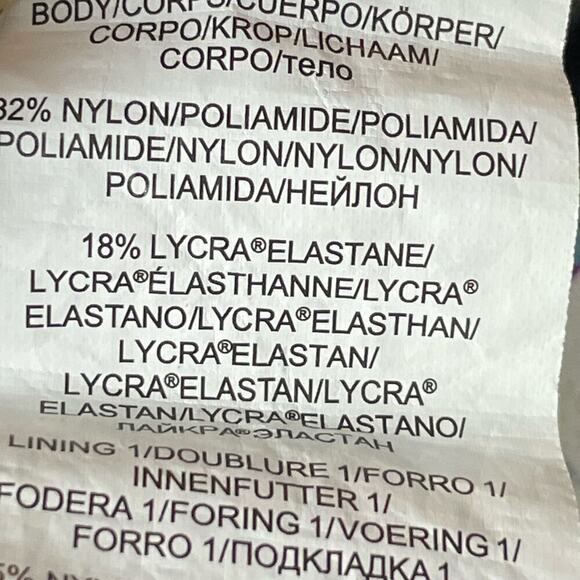 BODY/CORPS/CUERPO/KÖRPER/
CORPO/KROP/LICHAAM/
CORPO/тело
82% NYLON/POLIAMIDE/POLIAMIDA/
POLIAMIDE/NYLON/NYLON/NYLON/
POLIAMIDA/НЕЙЛОН
18% LYCRA®ELASTANE/
LYCRA®ÉLASTHANNE/LYCRA®
ELASTANO/LYCRA®ELASTHAN/
LYCRA®ELASTAN/
LYCRA®ELASTAN/LYCRA®
ELASTAN/LYCRA®ELASTANO/
ЛАЙКРА®ЭЛАСТАН
LINING 1/DOUBLURE 1/FORRO 1/
INNENFUTTER 1/
FODERA 1/FORING 1/VOERING 1/
FORRO 1/ПОДКЛАДКА 1